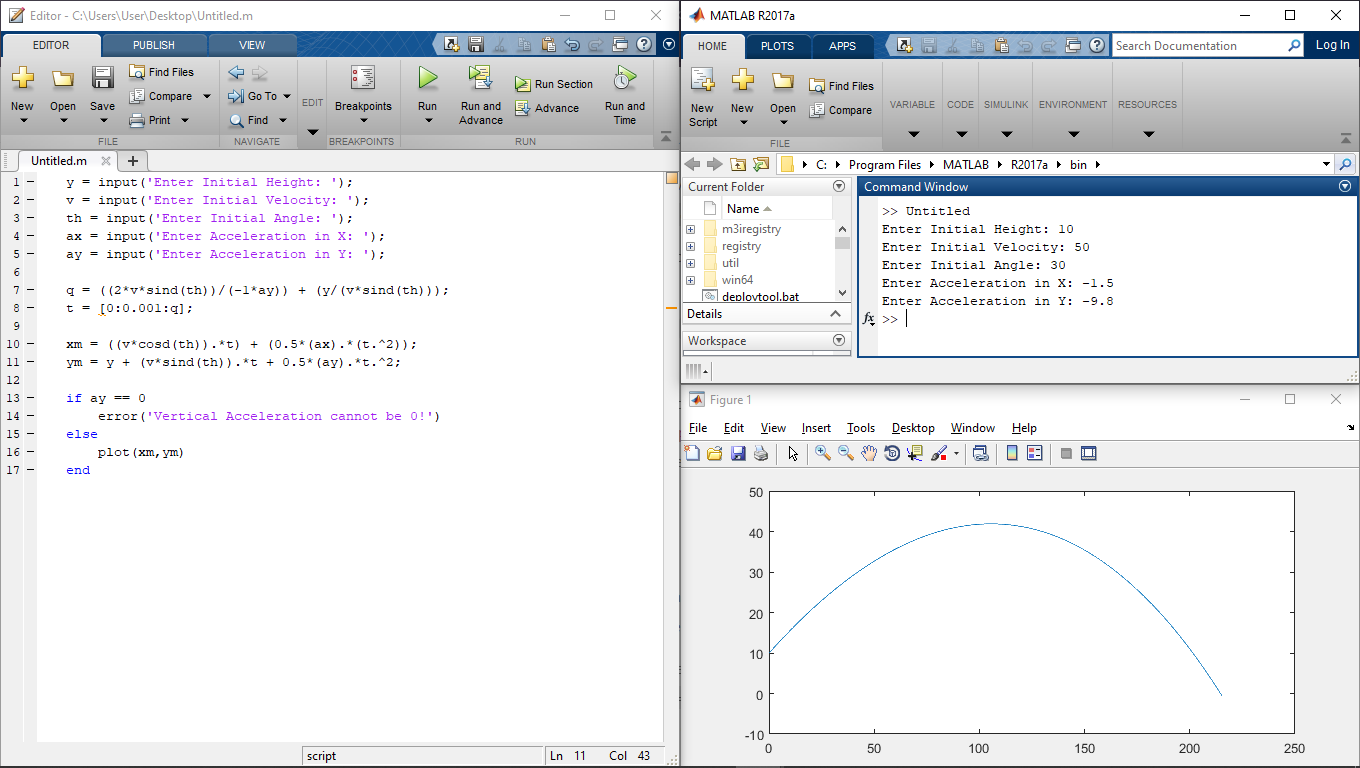 Editor - C:\Users\User\Desktop\Untitled.m
EDITOR PUBLISH VIEW
New Open Save Find Files Compare Print
Go To Find
EDIT
Breakpoints
Run Run and Advance Run Section Advance Run and Time
FILE NAVIGATE BREAKPOINTS RUN
Untitled.m
1 y = input('Enter Initial Height: ');
2 v = input('Enter Initial Velocity: ');
3 th = input('Enter Initial Angle: ');
4 ax = input('Enter Acceleration in X: ');
5 ay = input('Enter Acceleration in Y: ');
6
7 q = ((2*v*sind(th))/(-1*ay)) + (y/(v*sind(th)));
8 t = [0:0.001:q];
9
10 xm = ((v*cosd(th)).*t) + (0.5*(ax).*(t.^2));
11 ym = y + (v*sind(th)).*t + 0.5*(ay).*t.^2;
12
13 if ay == 0
14 error('Vertical Acceleration cannot be 0!')
15 else
16 plot(xm,ym)
17 end
script Ln 11 Col 43
MATLAB R2017a
HOME PLOTS APPS Search Documentation Log In
New Script New Open Find Files Compare
VARIABLE CODE SIMULINK ENVIRONMENT RESOURCES
FILE
C: Program Files MATLAB R2017a bin
Current Folder
Name
m3iregistry
registry
util
win64
deploytool.bat
Details
Workspace
Command Window
>> Untitled
Enter Initial Height: 10
Enter Initial Velocity: 50
Enter Initial Angle: 30
Enter Acceleration in X: -1.5
Enter Acceleration in Y: -9.8
fx >>
Figure 1
File Edit View Insert Tools Desktop Window Help
50
40
30
20
10
0
-10
0 50 100 150 200 250